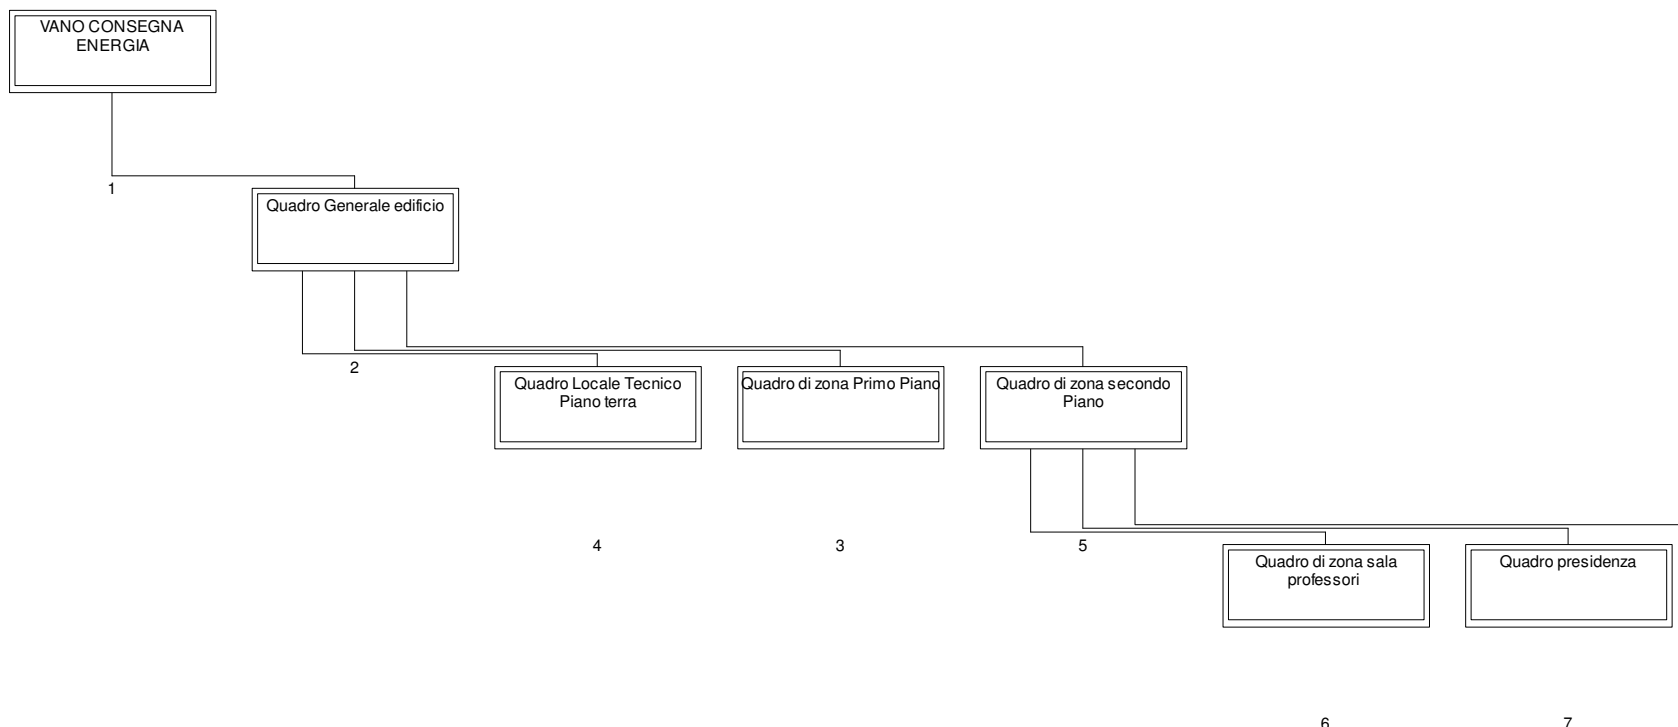 VANO CONSEGNA
ENERGIA
1
Quadro Generale edificio
2
Quadro Locale Tecnico
Piano terra
Quadro di zona Primo Piano
Quadro di zona secondo
Piano
4
3
5
Quadro di zona sala
professori
Quadro presidenza
6
7